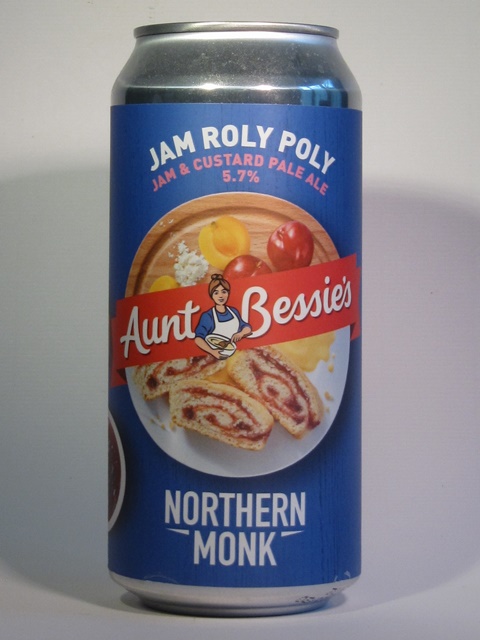 JAM ROLY POLY
JAM & CUSTARD PALE ALE
5.7%
Aunt Bessie's
NORTHERN
MONK